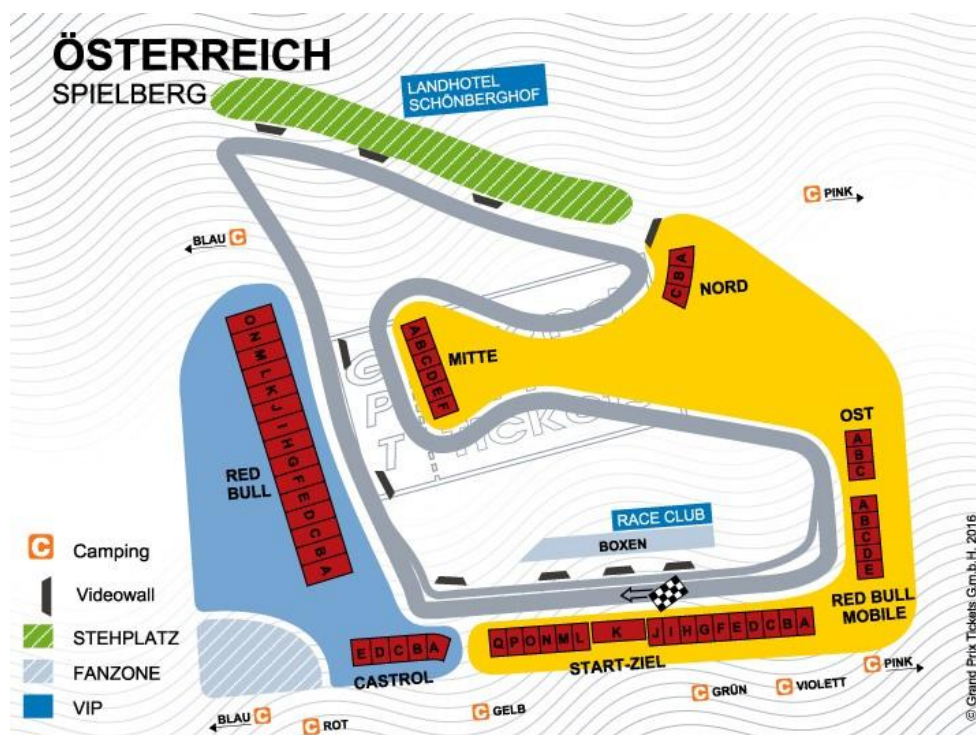 ÖSTERREICH
SPIELBERG
LANDHOTEL
SCHÖNBERGHOF
C PINK
BLAU C
C B A
NORD
A B C D E F
MITTE
O N M L K J I H G F E D C B A
RED
BULL
OST
A
B
C
A
B
C
D
E
RED BULL
MOBILE
RACE CLUB
BOXEN
Q P O N M L K J I H G F E D C B A
START-ZIEL
E D C B A
CASTROL
C Camping
Videowall
STEHPLATZ
FANZONE
VIP
C PINK
C VIOLETT
C GRÜN
C GELB
C ROT
BLAU C
© Grand Prix Tickets G.m.b.H. 2016